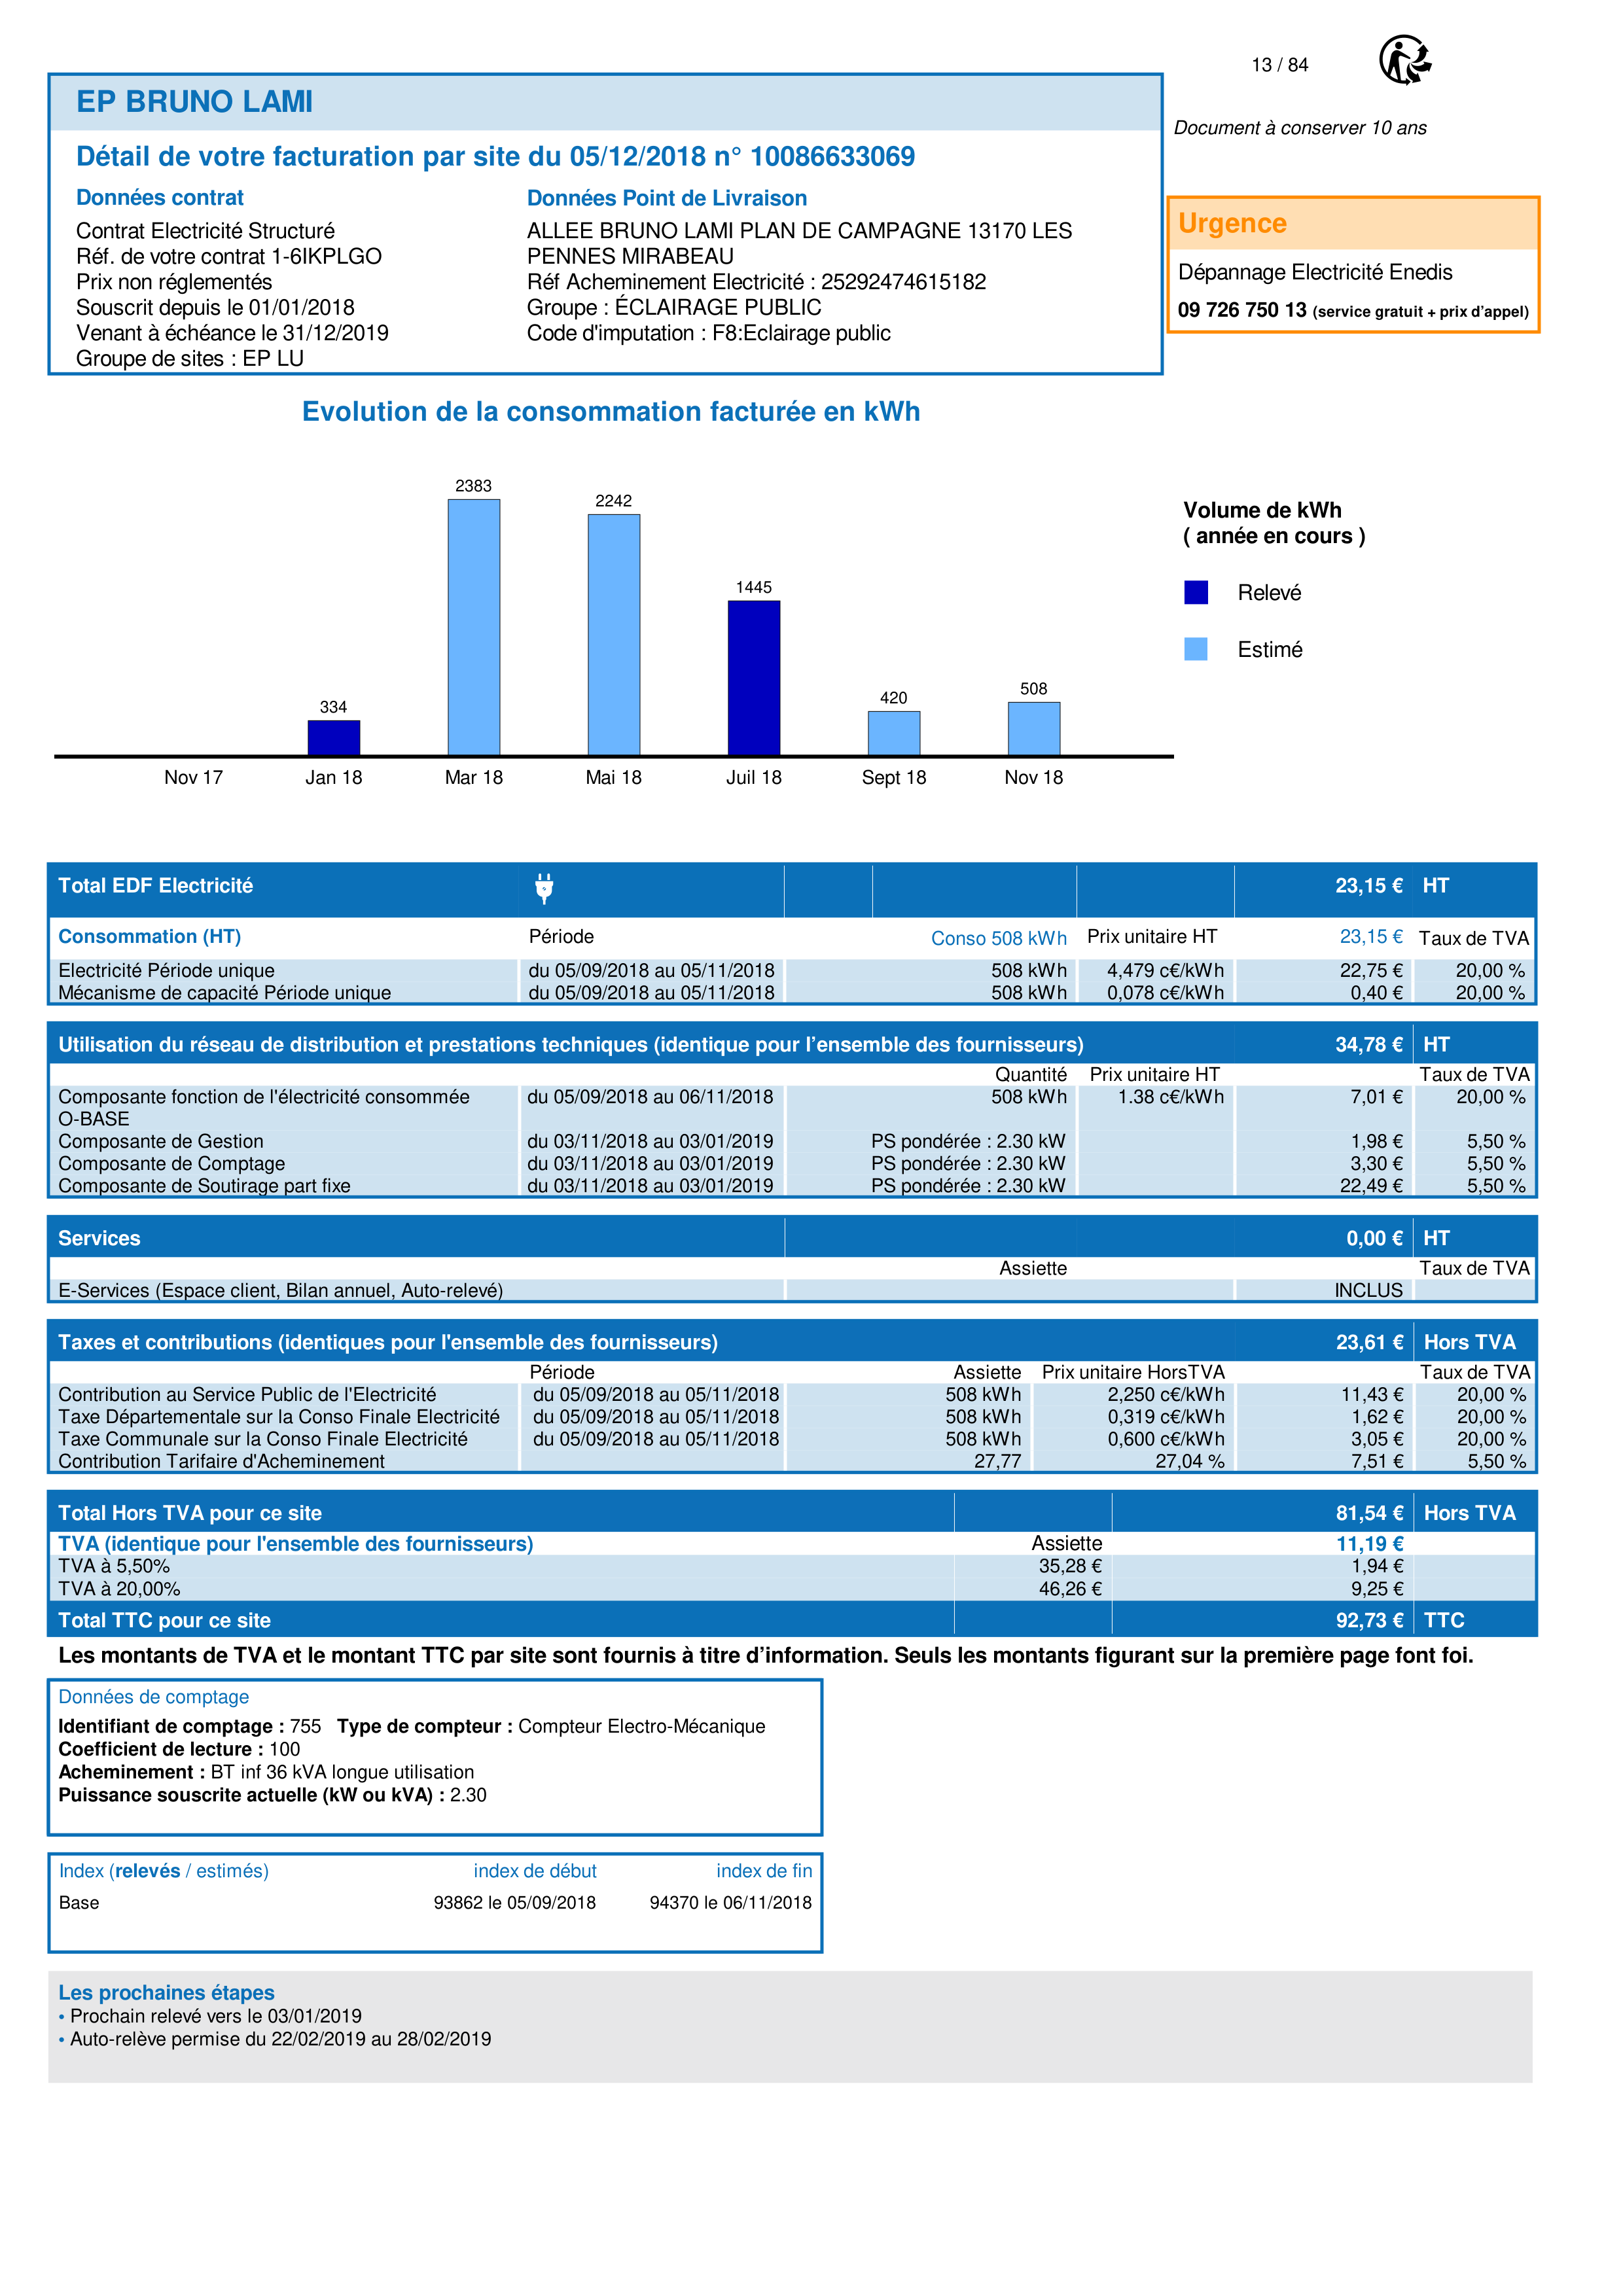 13 / 84
EP BRUNO LAMI
Document à conserver 10 ans
Détail de votre facturation par site du 05/12/2018 n° 10086633069
Données contrat
Contrat Electricité Structuré
Réf. de votre contrat 1-6IKPLGO
Prix non réglementés
Souscrit depuis le 01/01/2018
Venant à échéance le 31/12/2019
Groupe de sites : EP LU
Données Point de Livraison
ALLEE BRUNO LAMI PLAN DE CAMPAGNE 13170 LES
PENNES MIRABEAU
Réf Acheminement Electricité : 25292474615182
Groupe : ÉCLAIRAGE PUBLIC
Code d'imputation : F8:Eclairage public
Urgence
Dépannage Electricité Enedis
09 726 750 13 (service gratuit + prix d’appel)
Evolution de la consommation facturée en kWh
334
2383
2242
1445
420
508
Nov 17 Jan 18 Mar 18 Mai 18 Juil 18 Sept 18 Nov 18
Volume de kWh
( année en cours )
Relevé
Estimé
Total EDF Electricité 23,15 € HT
Consommation (HT) Période Conso 508 kWh Prix unitaire HT 23,15 € Taux de TVA
Electricité Période unique du 05/09/2018 au 05/11/2018 508 kWh 4,479 c€/kWh 22,75 € 20,00 %
Mécanisme de capacité Période unique du 05/09/2018 au 05/11/2018 508 kWh 0,078 c€/kWh 0,40 € 20,00 %
Utilisation du réseau de distribution et prestations techniques (identique pour l’ensemble des fournisseurs) 34,78 € HT
Quantité Prix unitaire HT Taux de TVA
Composante fonction de l'électricité consommée du 05/09/2018 au 06/11/2018 508 kWh 1.38 c€/kWh 7,01 € 20,00 %
O-BASE
Composante de Gestion du 03/11/2018 au 03/01/2019 PS pondérée : 2.30 kW 1,98 € 5,50 %
Composante de Comptage du 03/11/2018 au 03/01/2019 PS pondérée : 2.30 kW 3,30 € 5,50 %
Composante de Soutirage part fixe du 03/11/2018 au 03/01/2019 PS pondérée : 2.30 kW 22,49 € 5,50 %
Services 0,00 € HT
Assiette Taux de TVA
E-Services (Espace client, Bilan annuel, Auto-relevé) INCLUS
Taxes et contributions (identiques pour l'ensemble des fournisseurs) 23,61 € Hors TVA
Période Assiette Prix unitaire HorsTVA Taux de TVA
Contribution au Service Public de l'Electricité du 05/09/2018 au 05/11/2018 508 kWh 2,250 c€/kWh 11,43 € 20,00 %
Taxe Départementale sur la Conso Finale Electricité du 05/09/2018 au 05/11/2018 508 kWh 0,319 c€/kWh 1,62 € 20,00 %
Taxe Communale sur la Conso Finale Electricité du 05/09/2018 au 05/11/2018 508 kWh 0,600 c€/kWh 3,05 € 20,00 %
Contribution Tarifaire d'Acheminement 27,77 27,04 % 7,51 € 5,50 %
Total Hors TVA pour ce site 81,54 € Hors TVA
TVA (identique pour l'ensemble des fournisseurs) Assiette 11,19 €
TVA à 5,50% 35,28 € 1,94 €
TVA à 20,00% 46,26 € 9,25 €
Total TTC pour ce site 92,73 € TTC
Les montants de TVA et le montant TTC par site sont fournis à titre d’information. Seuls les montants figurant sur la première page font foi.
Données de comptage
Identifiant de comptage : 755 Type de compteur : Compteur Electro-Mécanique
Coefficient de lecture : 100
Acheminement : BT inf 36 kVA longue utilisation
Puissance souscrite actuelle (kW ou kVA) : 2.30
Index (relevés / estimés) index de début index de fin
Base 93862 le 05/09/2018 94370 le 06/11/2018
Les prochaines étapes
• Prochain relevé vers le 03/01/2019
• Auto-relève permise du 22/02/2019 au 28/02/2019